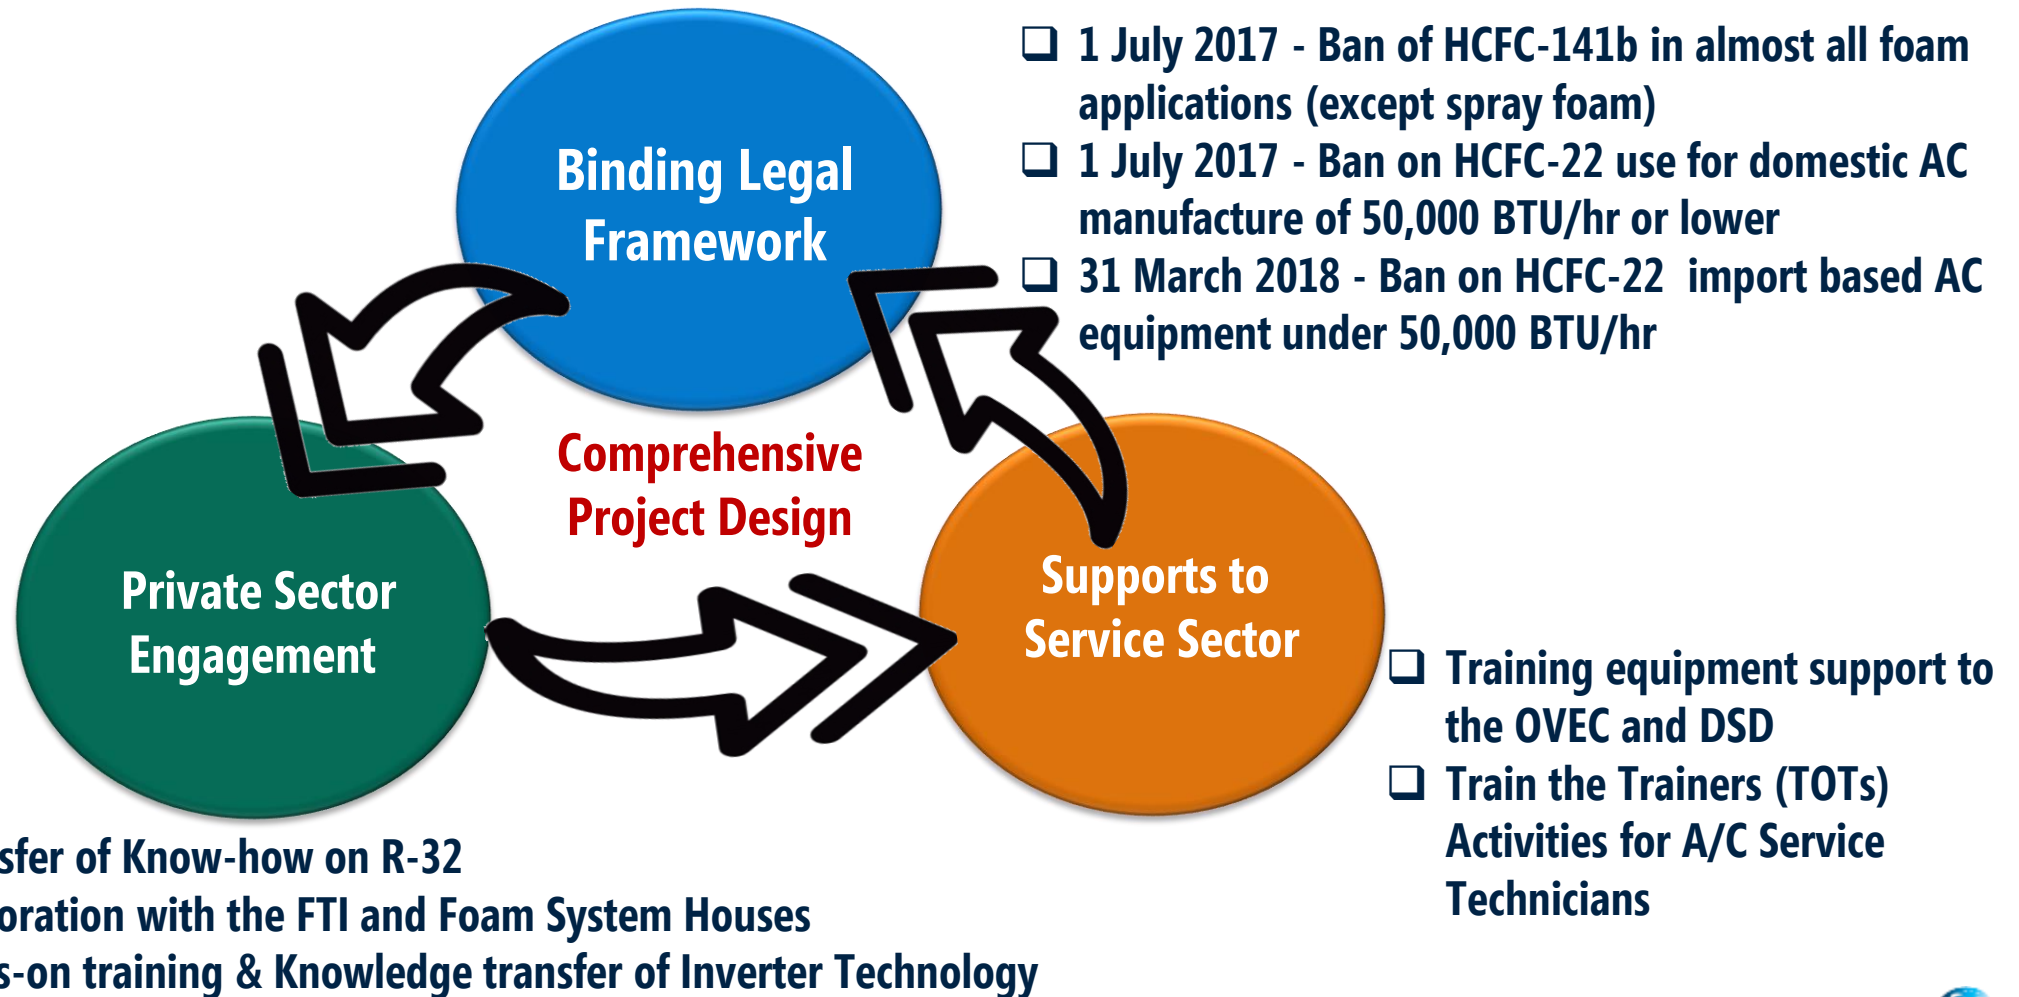 ❑ 1 July 2017 - Ban of HCFC-141b in almost all foam
applications (except spray foam)
❑ 1 July 2017 - Ban on HCFC-22 use for domestic AC
manufacture of 50,000 BTU/hr or lower
❑ 31 March 2018 - Ban on HCFC-22 import based AC
equipment under 50,000 BTU/hr
Binding Legal
Framework
Comprehensive
Project Design
Private Sector
Engagement
Supports to
Service Sector
❑ Training equipment support to
the OVEC and DSD
❑ Train the Trainers (TOTs)
Activities for A/C Service
Technicians
sfer of Know-how on R-32
oration with the FTI and Foam System Houses
s-on training & Knowledge transfer of Inverter Technology